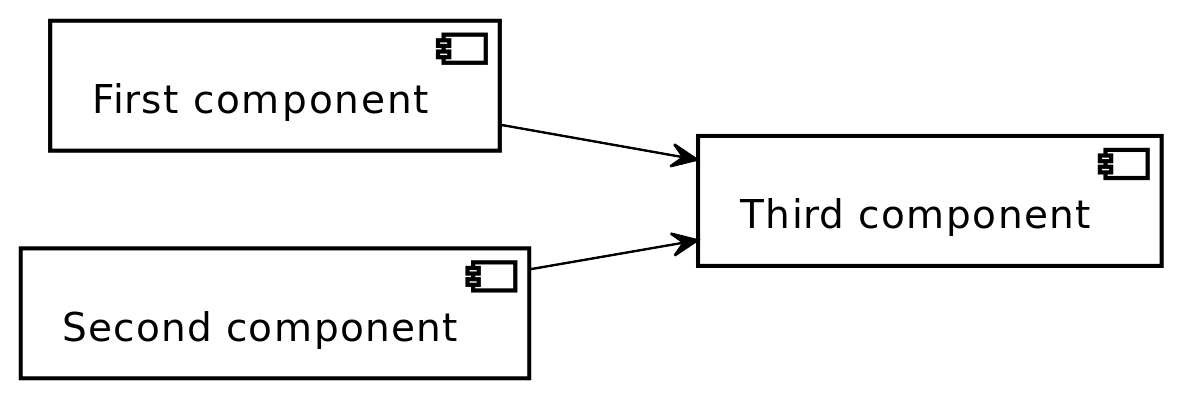 First component
Second component
Third component